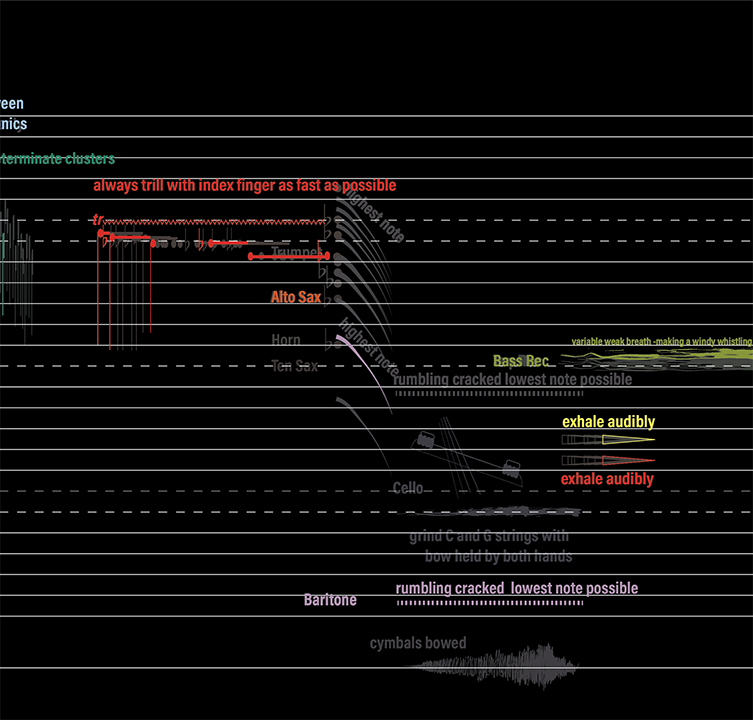 een
nics
terminate clusters
always trill with index finger as fast as possible
highest note
tr
Trumpet
Alto Sax
highest note
Horn
Ten Sax
variable weak breath -making a windy whistling
Bass Rec
rumbling cracked lowest note possible
exhale audibly
exhale audibly
Cello
grind C and G strings with
bow held by both hands
rumbling cracked lowest note possible
Baritone
cymbals bowed